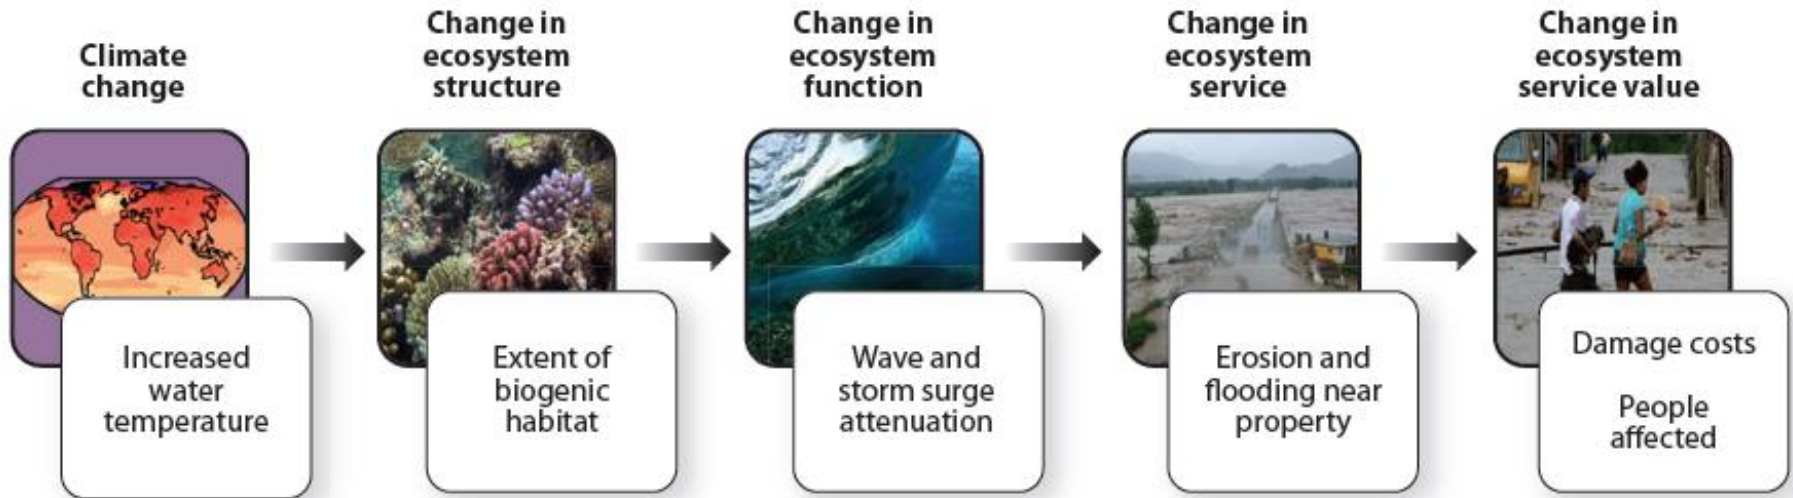 Climate
change
Change in
ecosystem
structure
Change in
ecosystem
function
Change in
ecosystem
service
Change in
ecosystem
service value
Increased
water
temperature
Extent of
biogenic
habitat
Wave and
storm surge
attenuation
Erosion and
flooding near
property
Damage costs
People
affected